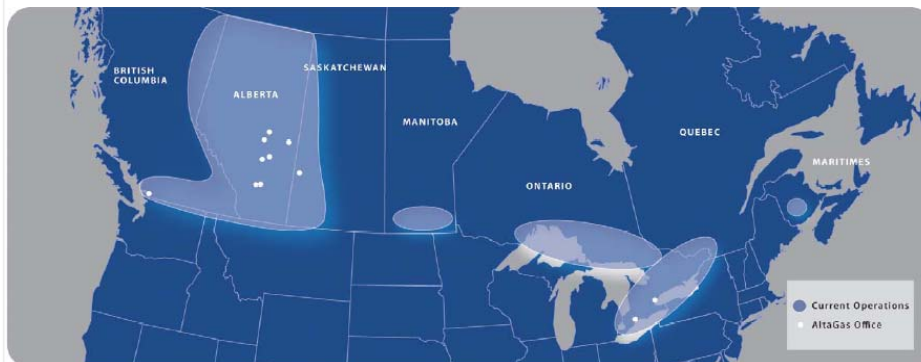 BRITISH
COLUMBIA
ALBERTA
SASKATCHEWAN
MANITOBA
ONTARIO
QUEBEC
MARITIMES
Current Operations
AltaGas Office